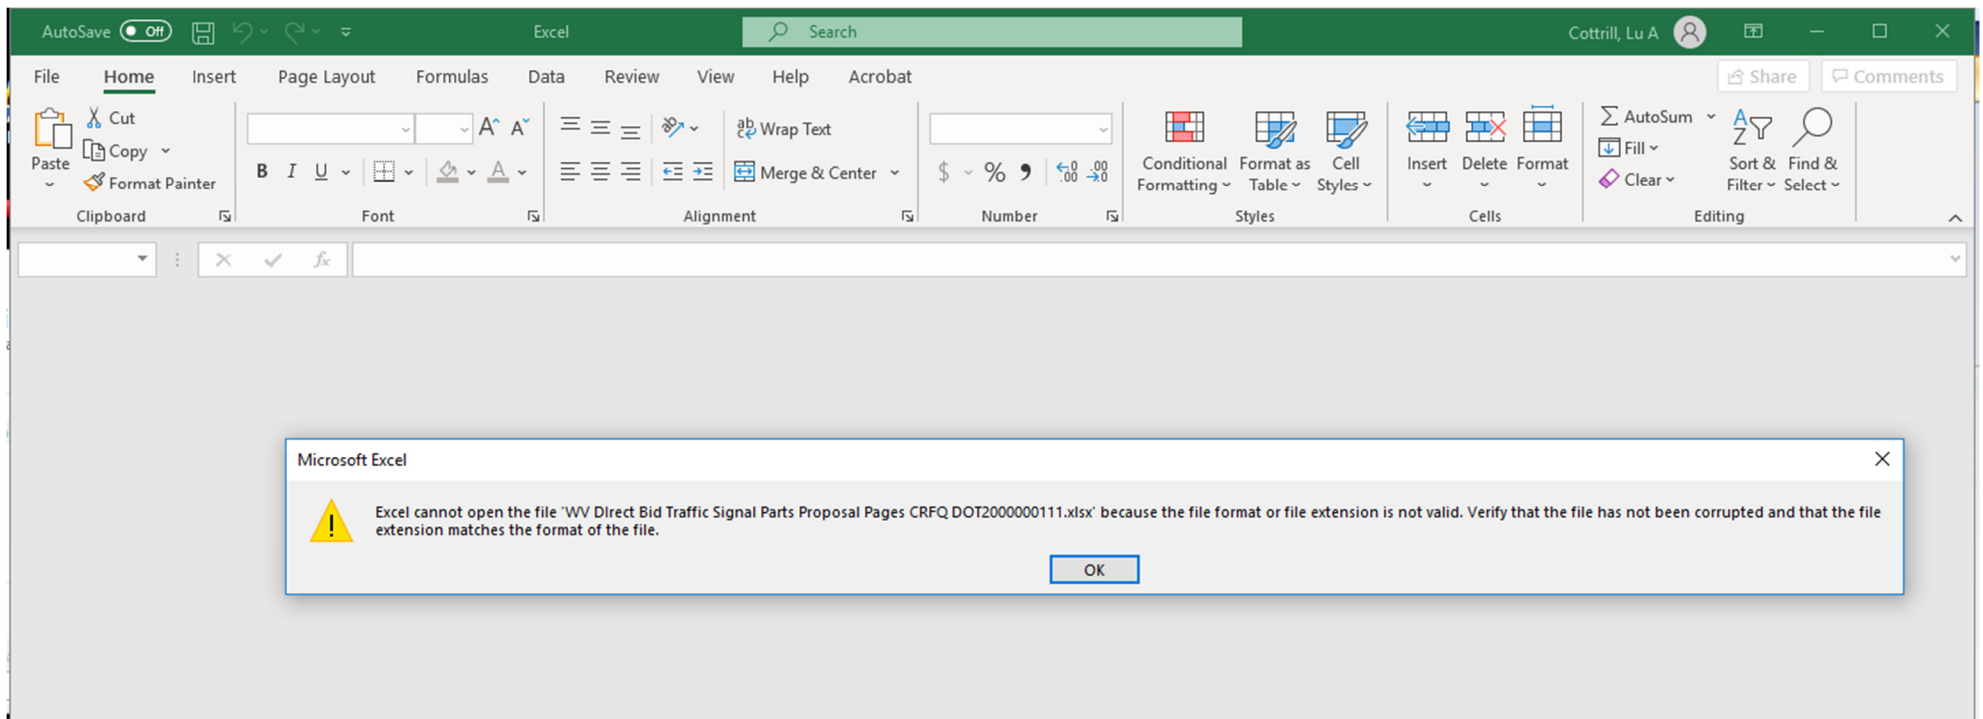 AutoSave Off Excel Search Cottrill, Lu A
File Home Insert Page Layout Formulas Data Review View Help Acrobat Share Comments
Paste
Cut
Copy
Format Painter
Clipboard
B I U A
A A
Font
ab Wrap Text
Merge & Center
Alignment
$ % ,
.00
Number
Conditional Formatting
Format as Table
Cell Styles
Styles
Insert Delete Format
Cells
AutoSum
Fill
Clear
Sort & Filter
Find & Select
Editing
fx
Microsoft Excel
Excel cannot open the file 'WV DIrect Bid Traffic Signal Parts Proposal Pages CRFQ DOT2000000111.xlsx' because the file format or file extension is not valid. Verify that the file has not been corrupted and that the file
extension matches the format of the file.
OK